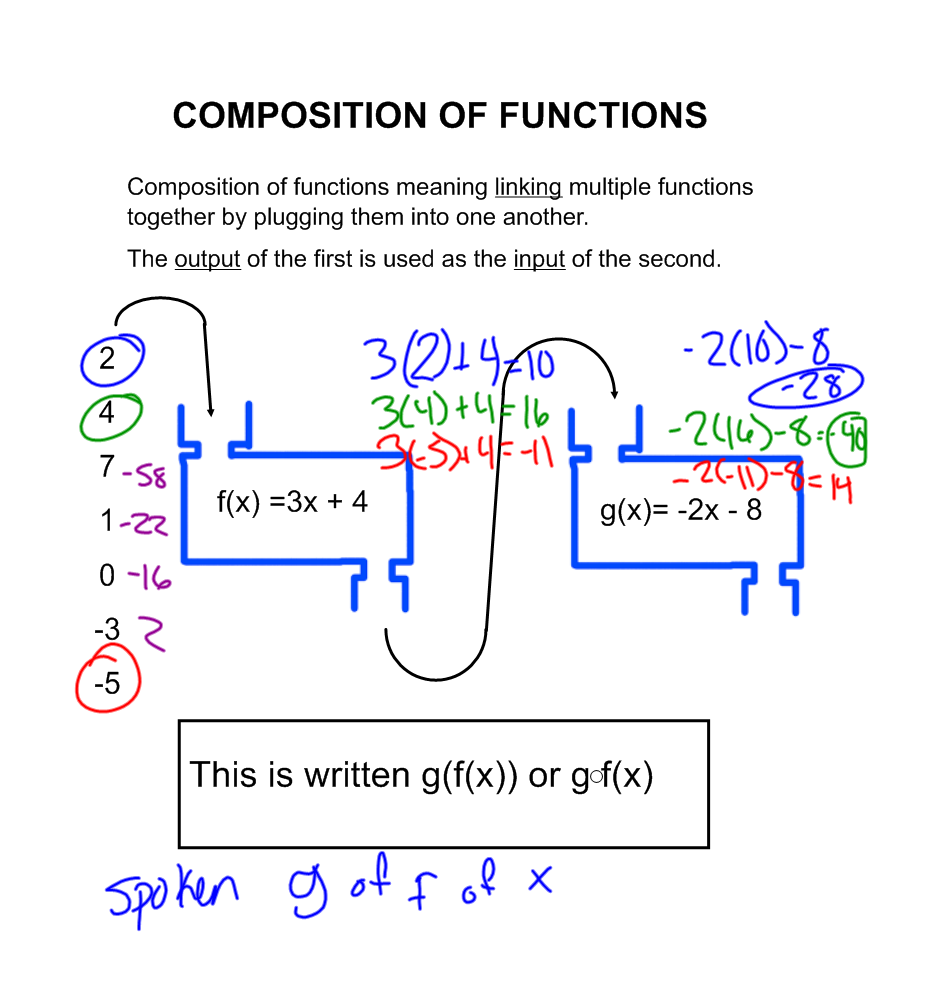 COMPOSITION OF FUNCTIONS
Composition of functions meaning linking multiple functions
together by plugging them into one another.
The output of the first is used as the input of the second.
2
4
7 -58
1 -22
0 -16
-3 2
-5
3(2)+4=10
3(4)+4=16
3(-5)+4=-11
f(x) =3x + 4
-2(10)-8
-28
-2(16)-8=-40
-2(-11)-8=14
g(x)= -2x - 8
This is written g(f(x)) or g○f(x)
spoken g of f of x